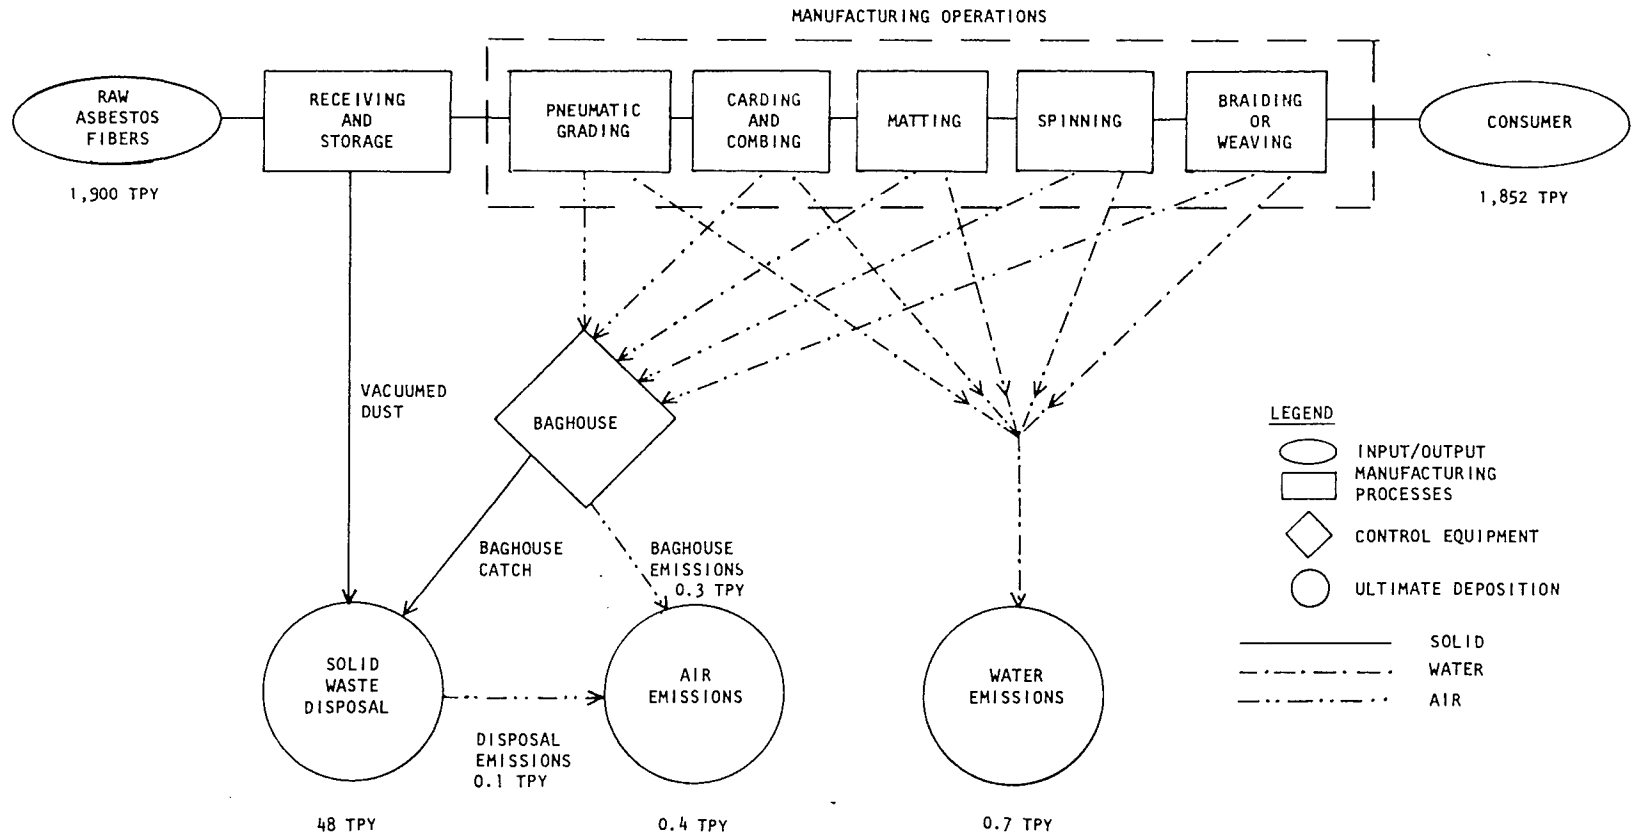 MANUFACTURING OPERATIONS
RAW
ASBESTOS
FIBERS
1,900 TPY
RECEIVING
AND
STORAGE
PNEUMATIC
GRADING
CARDING
AND
COMBING
MATTING
SPINNING
BRAIDING
OR
WEAVING
CONSUMER
1,852 TPY
VACUUMED
DUST
BAGHOUSE
BAGHOUSE
CATCH
BAGHOUSE
EMISSIONS
0.3 TPY
SOLID
WASTE
DISPOSAL
48 TPY
DISPOSAL
EMISSIONS
0.1 TPY
AIR
EMISSIONS
0.4 TPY
WATER
EMISSIONS
0.7 TPY
LEGEND
INPUT/OUTPUT
MANUFACTURING
PROCESSES
CONTROL EQUIPMENT
ULTIMATE DEPOSITION
SOLID
WATER
AIR